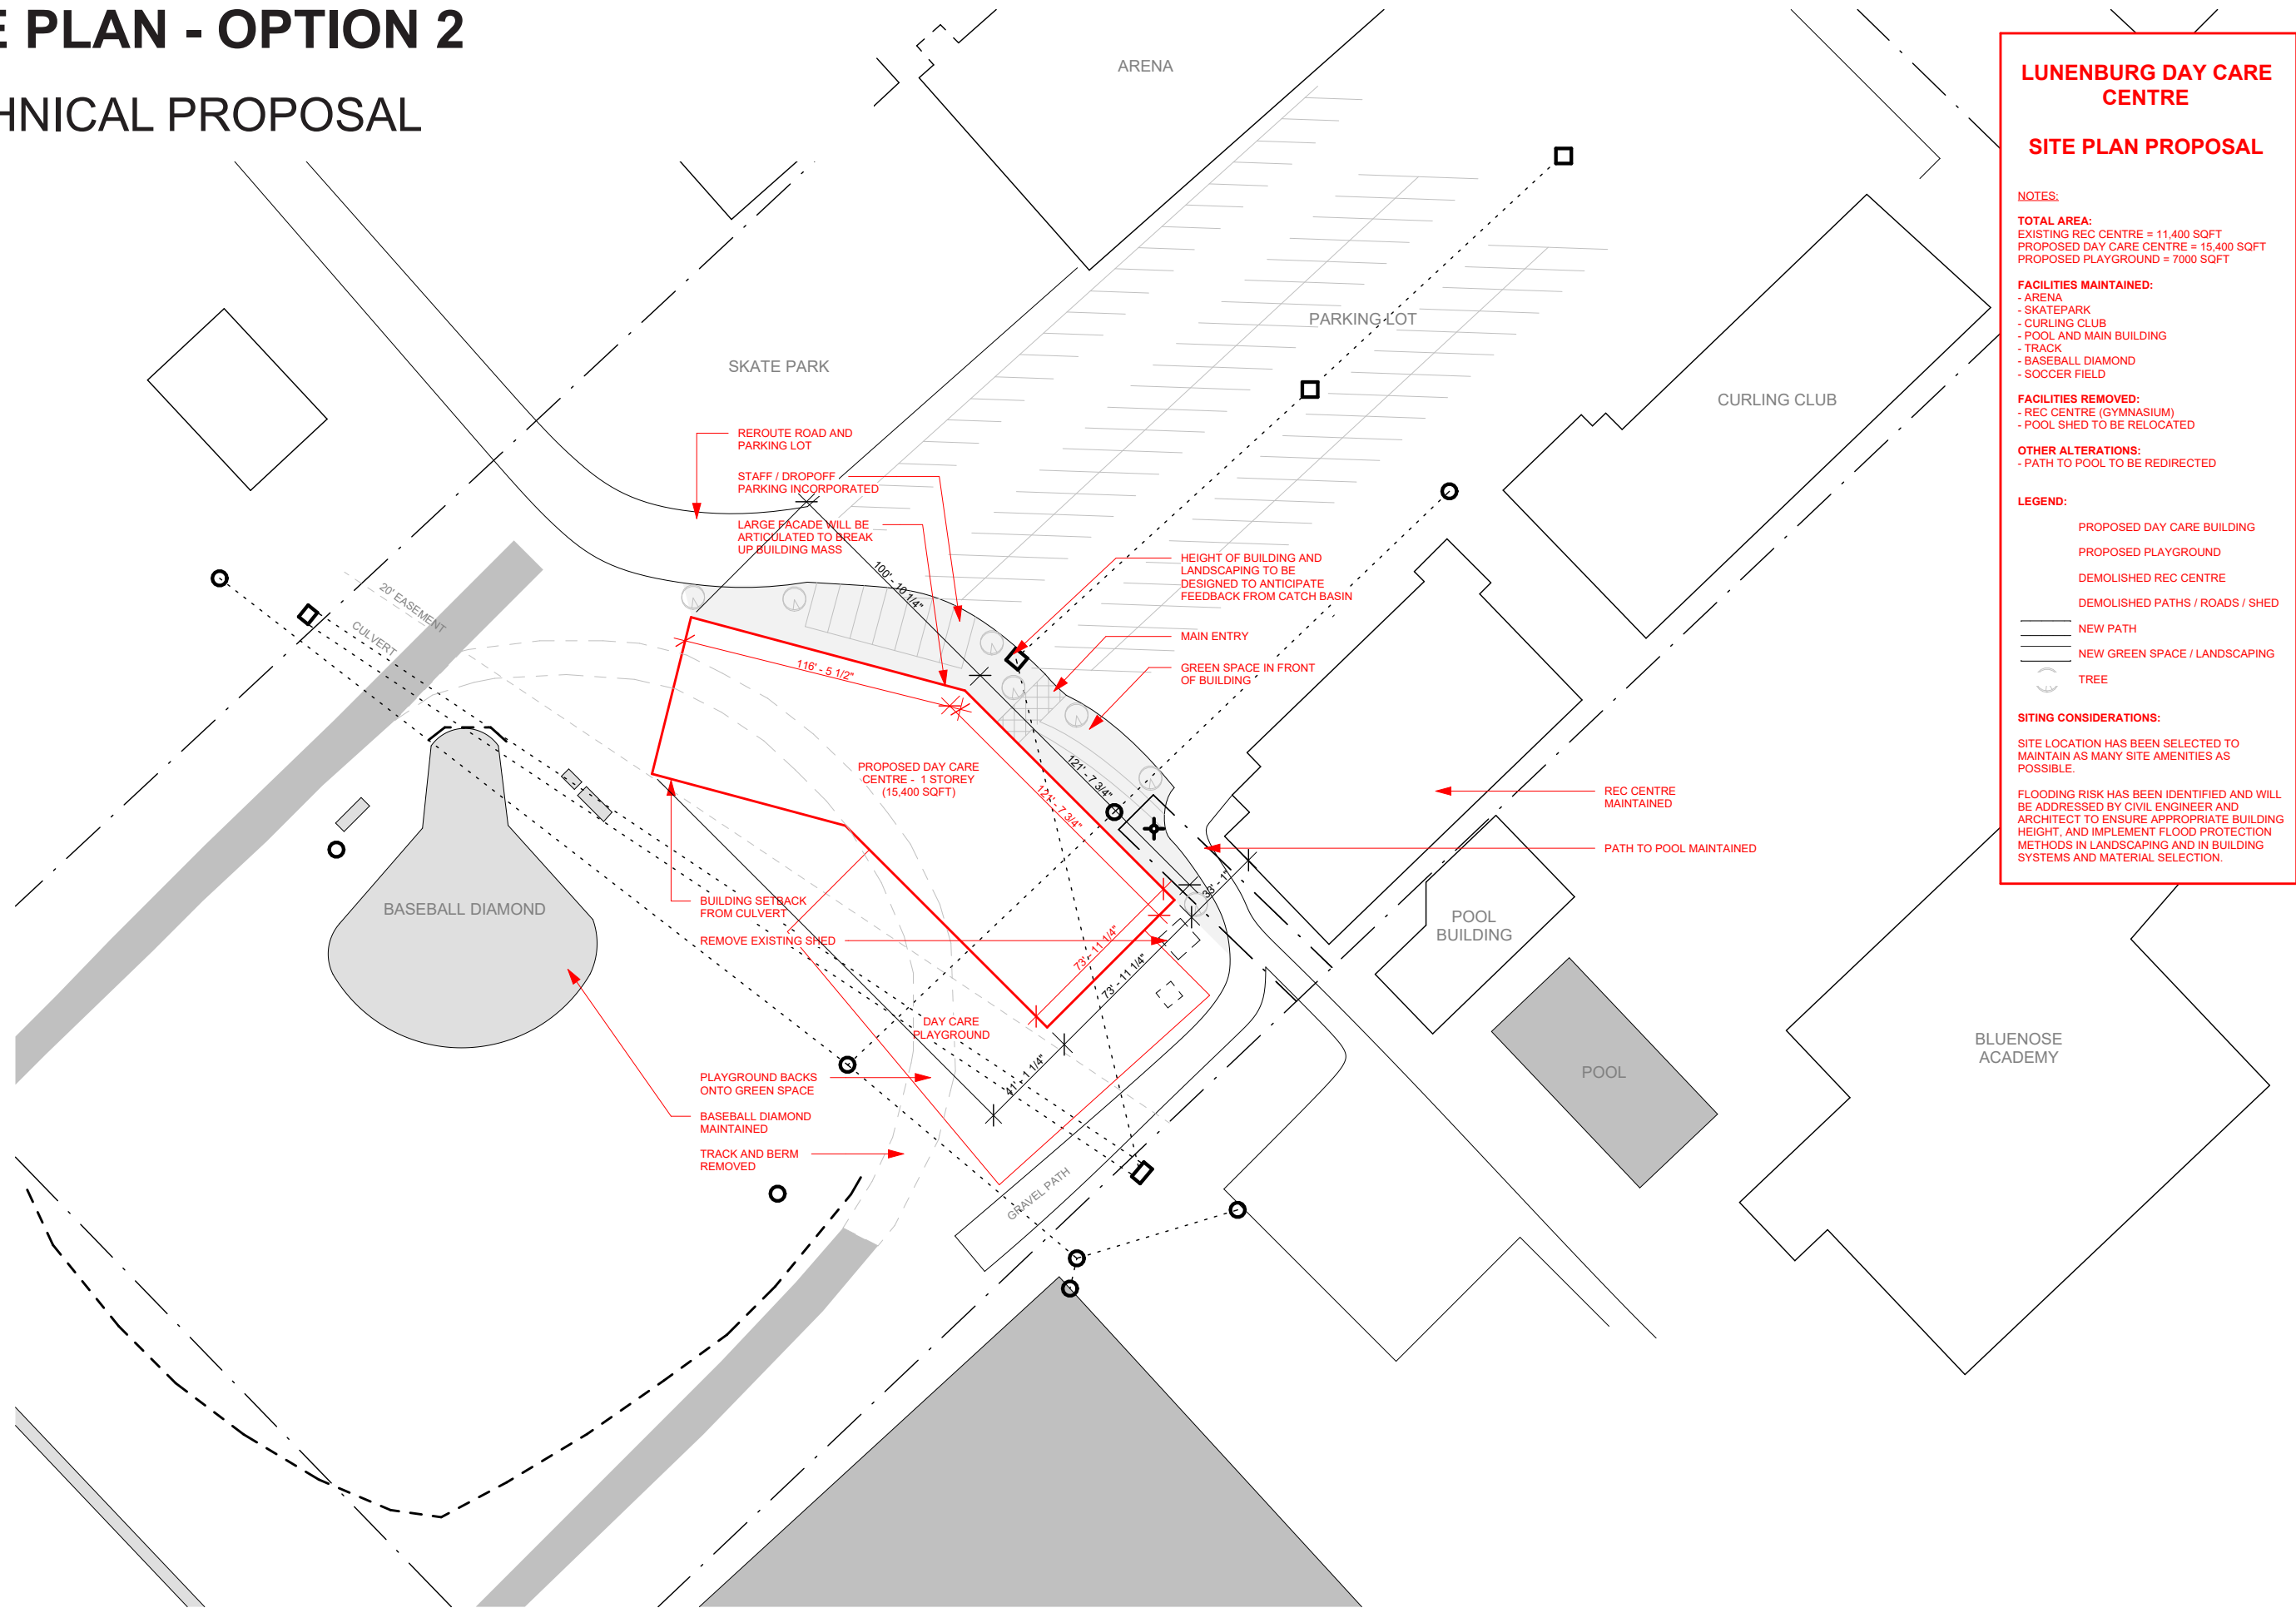 E PLAN - OPTION 2
HNICAL PROPOSAL
ARENA
SKATE PARK
PARKING LOT
CURLING CLUB
REROUTE ROAD AND
PARKING LOT
STAFF / DROPOFF
PARKING INCORPORATED
LARGE FACADE WILL BE
ARTICULATED TO BREAK
UP BUILDING MASS
HEIGHT OF BUILDING AND
LANDSCAPING TO BE
DESIGNED TO ANTICIPATE
FEEDBACK FROM CATCH BASIN
MAIN ENTRY
GREEN SPACE IN FRONT
OF BUILDING
20' EASEMENT
CULVERT
100' - 10 1/4"
116' - 5 1/2"
121' - 7 3/4"
121' - 7 3/4"
PROPOSED DAY CARE
CENTRE - 1 STOREY
(15,400 SQFT)
REC CENTRE
MAINTAINED
PATH TO POOL MAINTAINED
33' - 1"
73' - 11 1/4"
73' - 11 1/4"
41' - 1 1/4"
BASEBALL DIAMOND
BUILDING SETBACK
FROM CULVERT
REMOVE EXISTING SHED
DAY CARE
PLAYGROUND
PLAYGROUND BACKS
ONTO GREEN SPACE
BASEBALL DIAMOND
MAINTAINED
TRACK AND BERM
REMOVED
GRAVEL PATH
POOL
BUILDING
POOL
BLUENOSE
ACADEMY
LUNENBURG DAY CARE
CENTRE
SITE PLAN PROPOSAL
NOTES:
TOTAL AREA:
EXISTING REC CENTRE = 11,400 SQFT
PROPOSED DAY CARE CENTRE = 15,400 SQFT
PROPOSED PLAYGROUND = 7000 SQFT
FACILITIES MAINTAINED:
- ARENA
- SKATEPARK
- CURLING CLUB
- POOL AND MAIN BUILDING
- TRACK
- BASEBALL DIAMOND
- SOCCER FIELD
FACILITIES REMOVED:
- REC CENTRE (GYMNASIUM)
- POOL SHED TO BE RELOCATED
OTHER ALTERATIONS:
- PATH TO POOL TO BE REDIRECTED
LEGEND:
PROPOSED DAY CARE BUILDING
PROPOSED PLAYGROUND
DEMOLISHED REC CENTRE
DEMOLISHED PATHS / ROADS / SHED
NEW PATH
NEW GREEN SPACE / LANDSCAPING
TREE
SITING CONSIDERATIONS:
SITE LOCATION HAS BEEN SELECTED TO
MAINTAIN AS MANY SITE AMENITIES AS
POSSIBLE.
FLOODING RISK HAS BEEN IDENTIFIED AND WILL
BE ADDRESSED BY CIVIL ENGINEER AND
ARCHITECT TO ENSURE APPROPRIATE BUILDING
HEIGHT, AND IMPLEMENT FLOOD PROTECTION
METHODS IN LANDSCAPING AND IN BUILDING
SYSTEMS AND MATERIAL SELECTION.